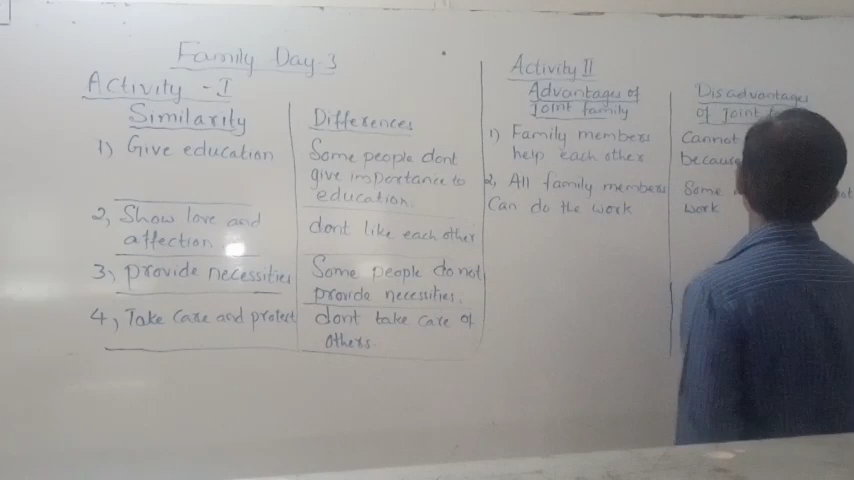 Family Day-3
Activity - I
Similarity
1) Give education
2, Show love and
affection
3, Provide necessities
4, Take care and protect
Differences
Some people dont
give importance to
education.
dont like each other
Some people do not
provide necessities.
dont take care of
others.
Activity II
Advantages of
Joint family
1) Family members
help each other
2, All family members
Can do the work
Disadvantages
of Joint
Cannot
because
Some
work